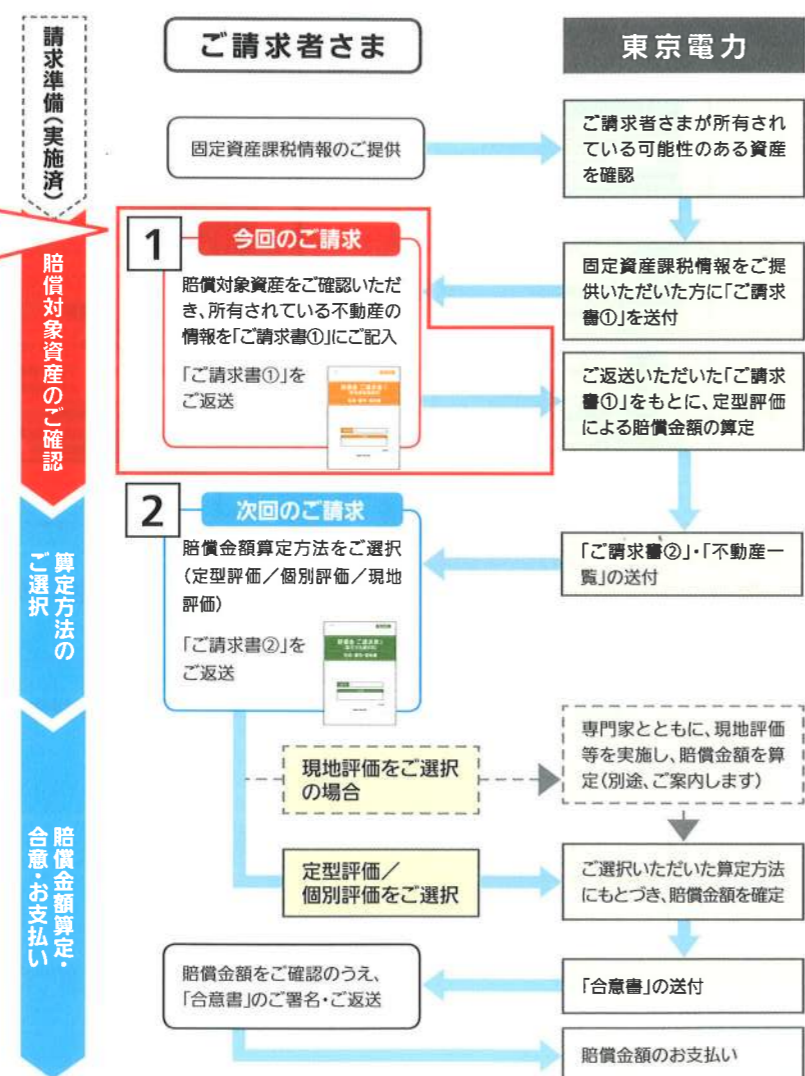 請求準備(実施済)
ご請求者さま
東京電力
固定資産課税情報のご提供
ご請求者さまが所有され
ている可能性のある資産
を確認
賠償対象資産のご確認
1
今回のご請求
賠償対象資産をご確認いただ
き、所有されている不動産の
情報を「ご請求書①」にご記入
「ご請求書①」を
ご返送
固定資産課税情報をご提
供いただいた方に「ご請求
書①」を送付
ご返送いただいた「ご請求
書①」をもとに、定型評価
による賠償金額の算定
算定方法の
ご選択
2
次回のご請求
賠償金額算定方法をご選択
(定型評価/個別評価/現地
評価)
「ご請求書②」を
ご返送
「ご請求書②」・「不動産一
覧」の送付
賠償金額算定・
合意・お支払い
現地評価をご選択
の場合
専門家とともに、現地評価
等を実施し、賠償金額を算
定(別途、ご案内します)
定型評価/
個別評価をご選択
ご選択いただいた算定方法
にもとづき、賠償金額を確定
賠償金額をご確認のうえ、
「合意書」のご署名・ご返送
「合意書」の送付
賠償金額のお支払い